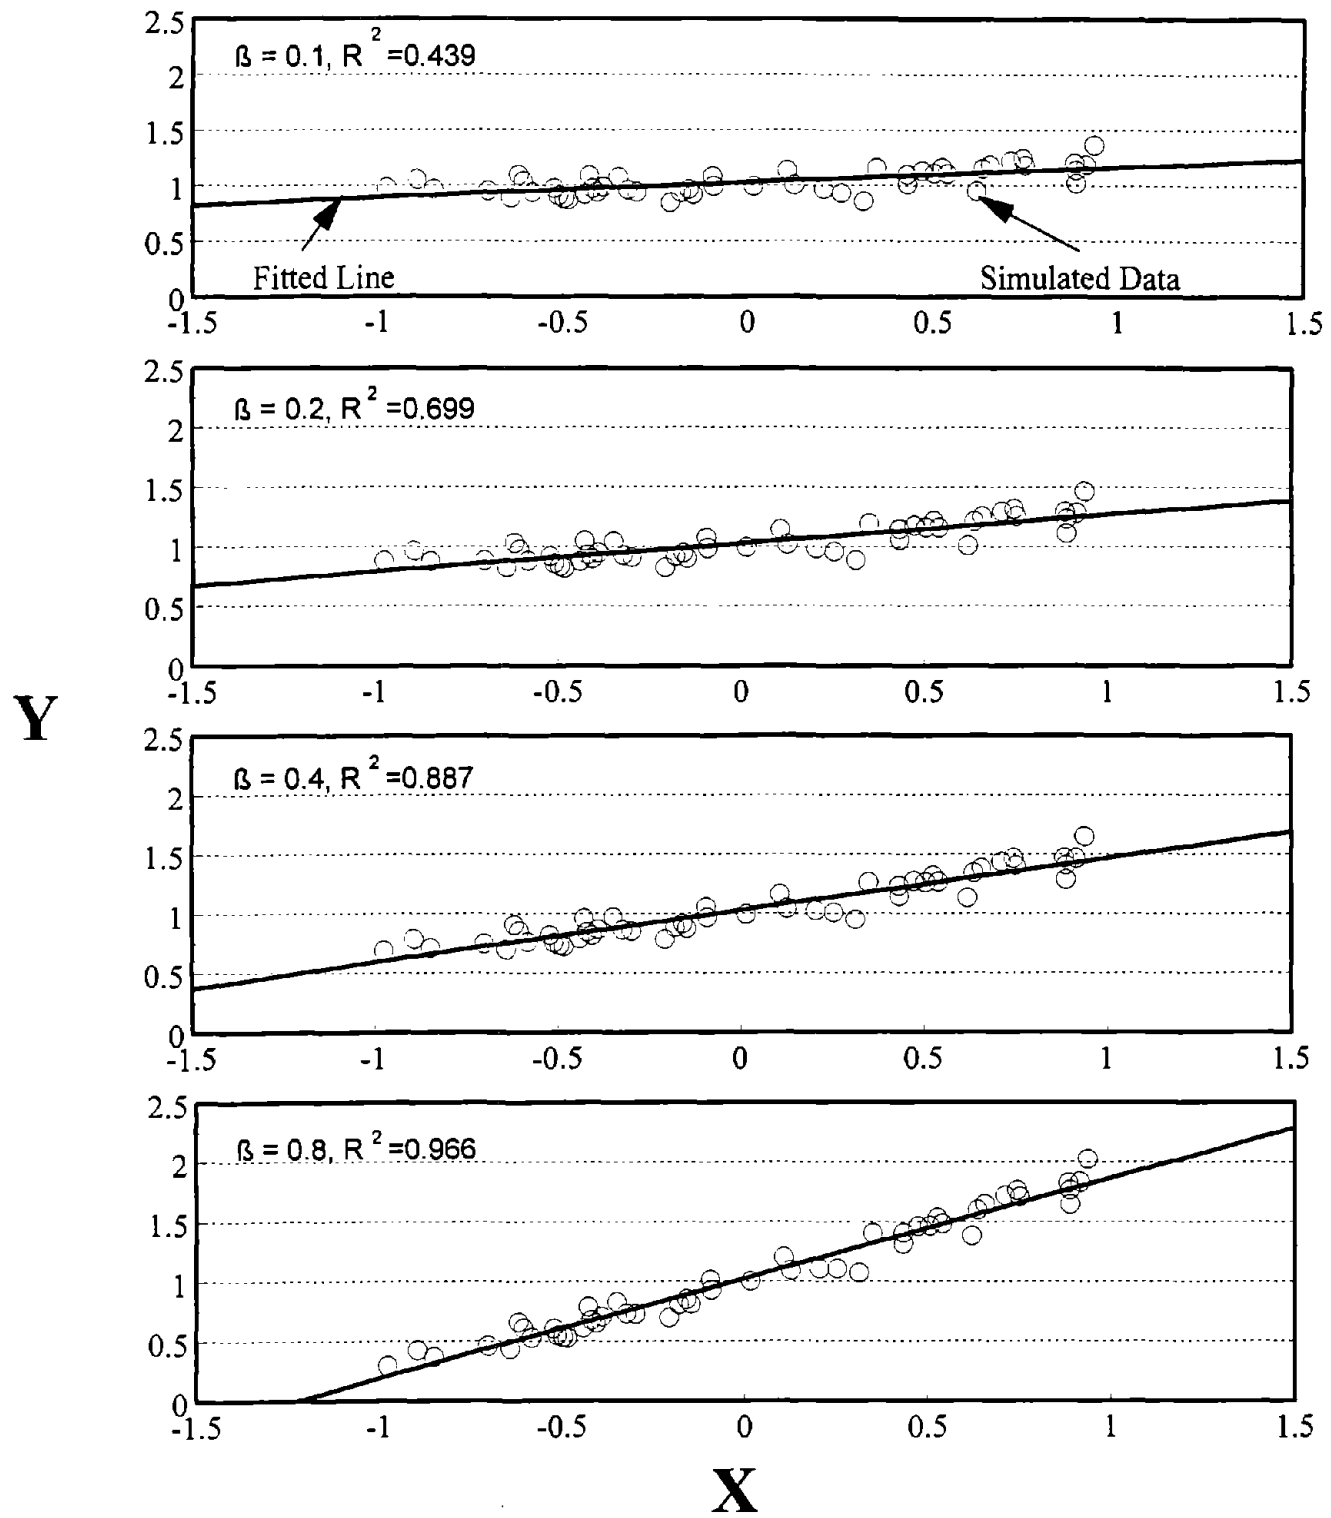 2.5
ß = 0.1, R 2 =0.439
2
1.5
1
0.5
Fitted Line
Simulated Data
0
-1.5 -1 -0.5 0 0.5 1 1.5
2.5
ß = 0.2, R 2 =0.699
2
1.5
1
0.5
0
-1.5 -1 -0.5 0 0.5 1 1.5
Y
2.5
ß = 0.4, R 2 =0.887
2
1.5
1
0.5
0
-1.5 -1 -0.5 0 0.5 1 1.5
2.5
ß = 0.8, R 2 =0.966
2
1.5
1
0.5
0
-1.5 -1 -0.5 0 0.5 1 1.5
X